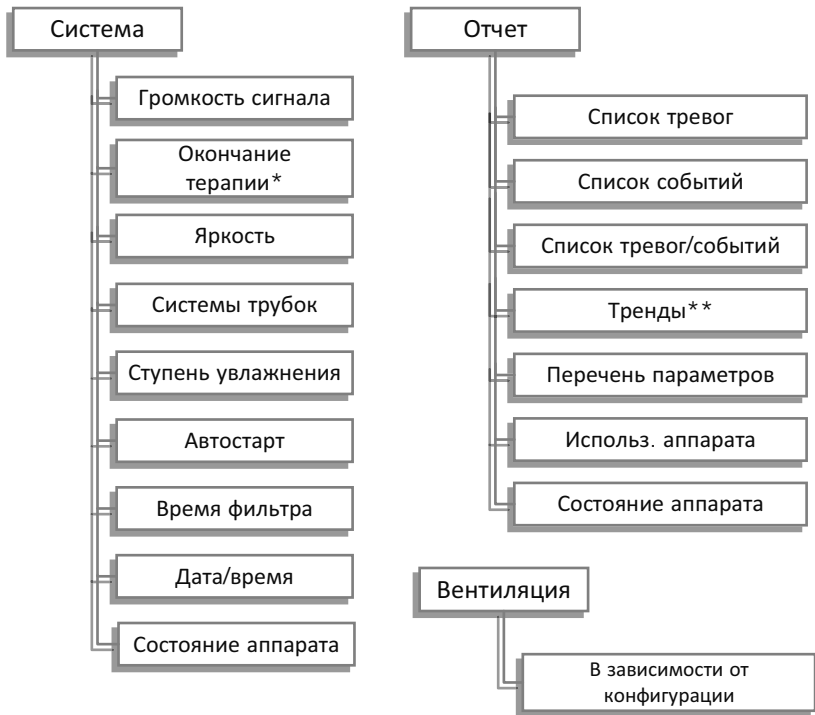 Система
Громкость сигнала
Окончание
терапии*
Яркость
Системы трубок
Ступень увлажнения
Автостарт
Время фильтра
Дата/время
Состояние аппарата
Отчет
Список тревог
Список событий
Список тревог/событий
Тренды**
Перечень параметров
Использ. аппарата
Состояние аппарата
Вентиляция
В зависимости от
конфигурации